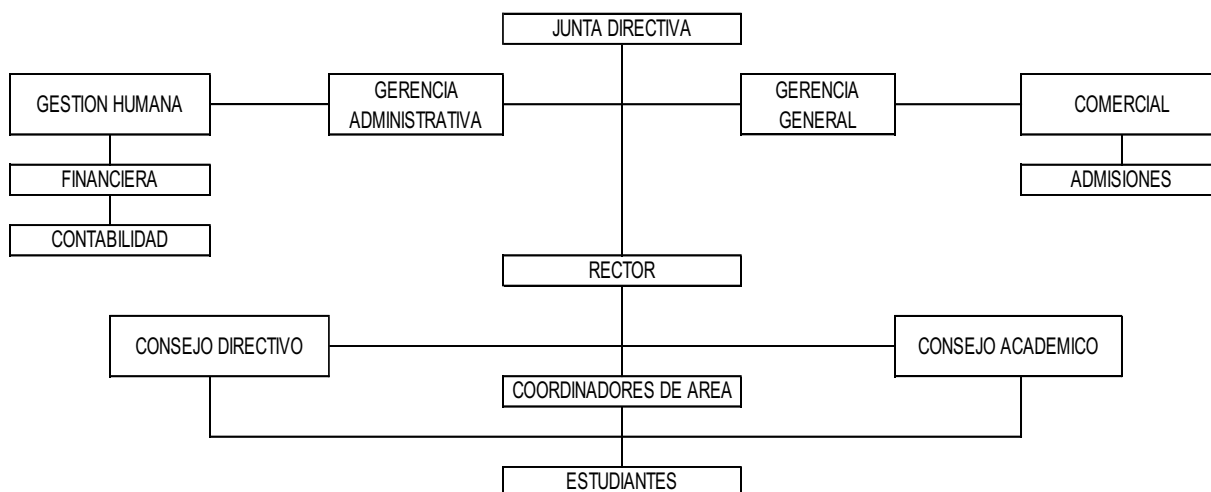 JUNTA DIRECTIVA
GESTION HUMANA
GERENCIA
ADMINISTRATIVA
GERENCIA
GENERAL
COMERCIAL
FINANCIERA
ADMISIONES
CONTABILIDAD
RECTOR
CONSEJO DIRECTIVO
CONSEJO ACADEMICO
COORDINADORES DE AREA
ESTUDIANTES